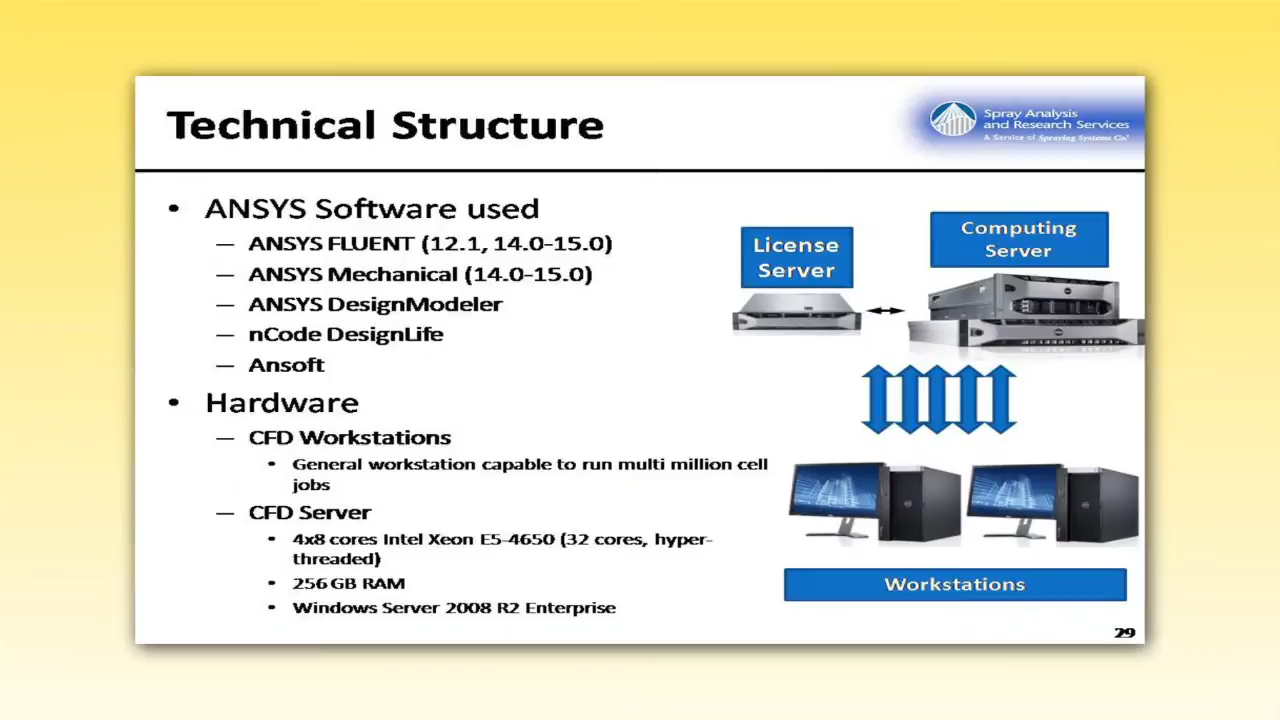 Technical Structure
Spray Analysis
and Research Services
A Service of Spraying Systems Co.
• ANSYS Software used
— ANSYS FLUENT (12.1, 14.0-15.0)
— ANSYS Mechanical (14.0-15.0)
— ANSYS DesignModeler
— nCode DesignLife
— Ansoft
• Hardware
— CFD Workstations
• General workstation capable to run multi million cell
jobs
— CFD Server
• 4x8 cores Intel Xeon E5-4650 (32 cores, hyper-
threaded)
• 256 GB RAM
• Windows Server 2008 R2 Enterprise
License
Server
Computing
Server
Workstations
29